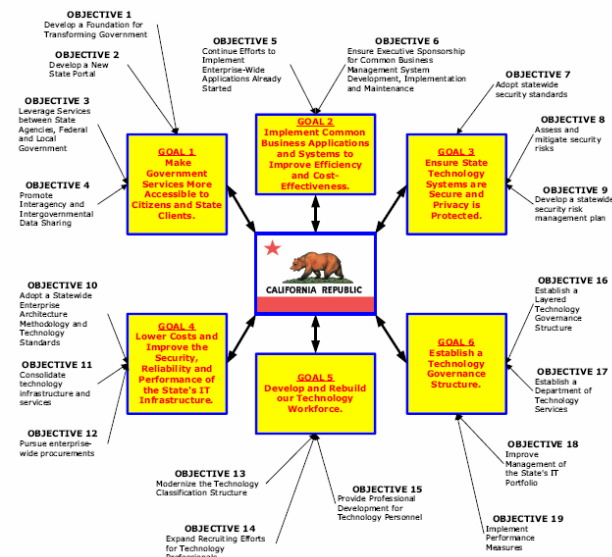 OBJECTIVE 1
Develop a Foundation for
Transforming Government
OBJECTIVE 2
Develop a New
State Portal
OBJECTIVE 3
Leverage Services
between State
Agencies, Federal
and Local
Government
OBJECTIVE 4
Promote
Interagency and
Intergovernmental
Data Sharing
OBJECTIVE 5
Continue Efforts to
Implement
Enterprise-Wide
Applications Already
Started
OBJECTIVE 6
Ensure Executive Sponsorship
for Common Business
Management System
Development, Implementation
and Maintenance
OBJECTIVE 7
Adopt statewide
security standards
OBJECTIVE 8
Assess and
mitigate security
risks
OBJECTIVE 9
Develop a statewide
security risk
management plan
GOAL 1
Make
Government
Services More
Accessible to
Citizens and State
Clients.
GOAL 2
Implement Common
Business Applications
and Systems to
Improve Efficiency
and Cost-
Effectiveness.
GOAL 3
Ensure State
Technology
Systems are
Secure and
Privacy is
Protected.
CALIFORNIA REPUBLIC
OBJECTIVE 10
Adopt a Statewide
Enterprise
Architecture
Methodology and
Technology
Standards
OBJECTIVE 11
Consolidate
technology
infrastructure and
services
OBJECTIVE 12
Pursue enterprise-
wide procurements
GOAL 4
Lower Costs and
Improve the
Security,
Reliability and
Performance of
the State's IT
Infrastructure.
GOAL 5
Develop and Rebuild
our Technology
Workforce.
GOAL 6
Establish a
Technology
Governance
Structure.
OBJECTIVE 16
Establish a
Layered
Technology
Governance
Structure
OBJECTIVE 17
Establish a
Department of
Technology
Services
OBJECTIVE 18
Improve
Management of
the State's IT
Portfolio
OBJECTIVE 13
Modernize the Technology
Classification Structure
OBJECTIVE 15
Provide Professional
Development for
Technology Personnel
OBJECTIVE 14
Expand Recruiting Efforts
for Technology
Professionals
OBJECTIVE 19
Implement
Performance
Measures